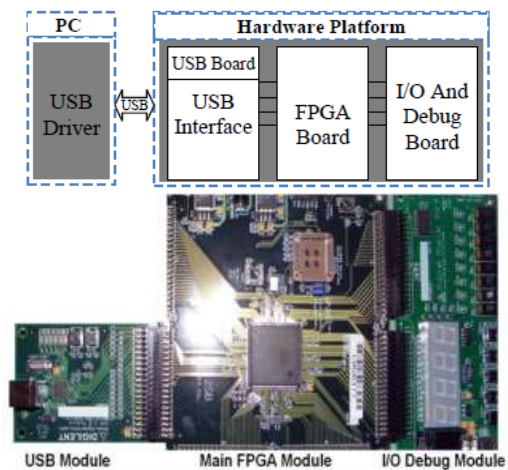 PC
Hardware Platform
USB
Driver
USB
USB Board
USB
Interface
FPGA
Board
I/O And
Debug
Board
DIGILENT
USB Module
Main FPGA Module
I/O Debug Module